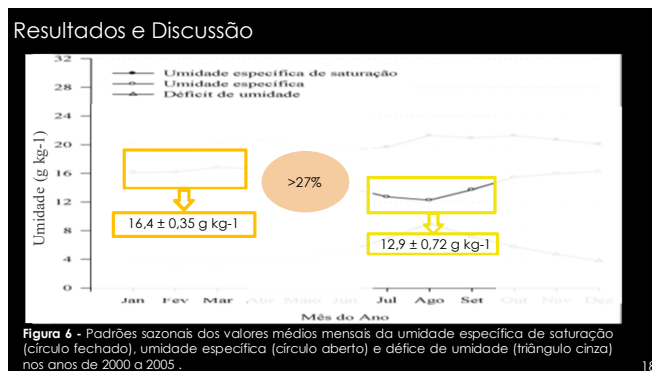 Resultados e Discussão
32
28
24
20
16
12
8
4
0
Umidade (g kg-1)
Umidade específica de saturação
Umidade específica
Déficit de umidade
>27%
16,4 ± 0,35 g kg-1
12,9 ± 0,72 g kg-1
Jan Fev Mar Abr Maio Jun Jul Ago Set Out Nov Dez
Mês do Ano
Figura 6 - Padrões sazonais dos valores médios mensais da umidade específica de saturação
(círculo fechado), umidade específica (círculo aberto) e défice de umidade (triângulo cinza)
nos anos de 2000 a 2005 .
18